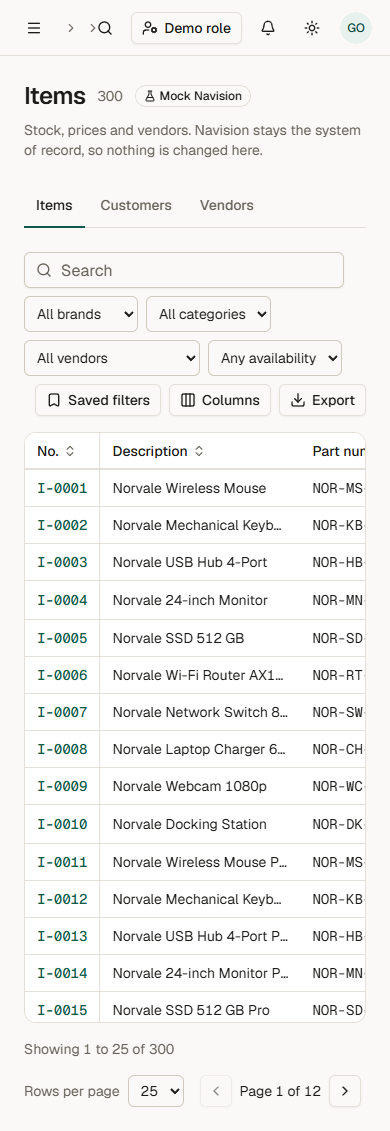 Demo role
GO
Items 300 Mock Navision
Stock, prices and vendors. Navision stays the system
of record, so nothing is changed here.
Items Customers Vendors
Search
All brands All categories
All vendors Any availability
Saved filters Columns Export
No. Description Part nur
I-0001 Norvale Wireless Mouse NOR-MS-
I-0002 Norvale Mechanical Keyb… NOR-KB-
I-0003 Norvale USB Hub 4-Port NOR-HB-
I-0004 Norvale 24-inch Monitor NOR-MN-
I-0005 Norvale SSD 512 GB NOR-SD-
I-0006 Norvale Wi-Fi Router AX1… NOR-RT-
I-0007 Norvale Network Switch 8… NOR-SW-
I-0008 Norvale Laptop Charger 6… NOR-CH-
I-0009 Norvale Webcam 1080p NOR-WC-
I-0010 Norvale Docking Station NOR-DK-
I-0011 Norvale Wireless Mouse P… NOR-MS-
I-0012 Norvale Mechanical Keyb… NOR-KB-
I-0013 Norvale USB Hub 4-Port P… NOR-HB-
I-0014 Norvale 24-inch Monitor P… NOR-MN-
I-0015 Norvale SSD 512 GB Pro NOR-SD-
Showing 1 to 25 of 300
Rows per page 25 Page 1 of 12